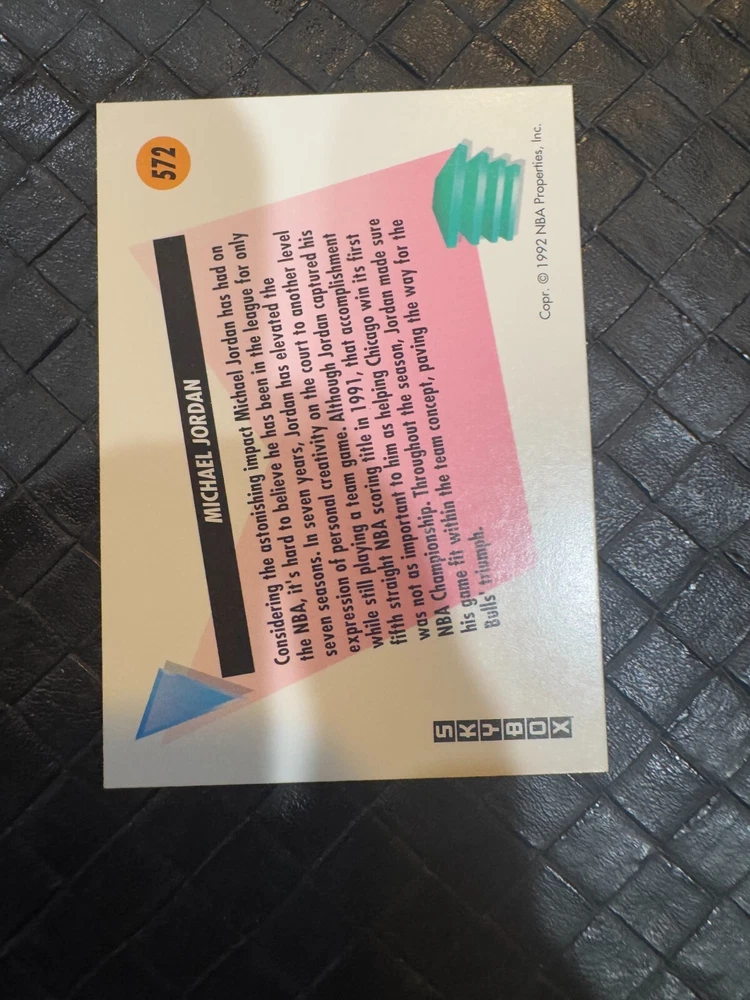 572
MICHAEL JORDAN
Considering the astonishing impact Michael Jordan has had on
the NBA, it's hard to believe he has been in the league for only
seven seasons. In seven years, Jordan has elevated the
expression of personal creativity on the court to another level
while still playing a team game. Although Jordan captured his
fifth straight NBA scoring title in 1991, that accomplishment
was not as important to him as helping Chicago win its first
NBA Championship. Throughout the season, Jordan made sure
his game fit within the team concept, paving the way for the
Bulls' triumph.
SKYBOX
Copr. © 1992 NBA Properties, Inc.